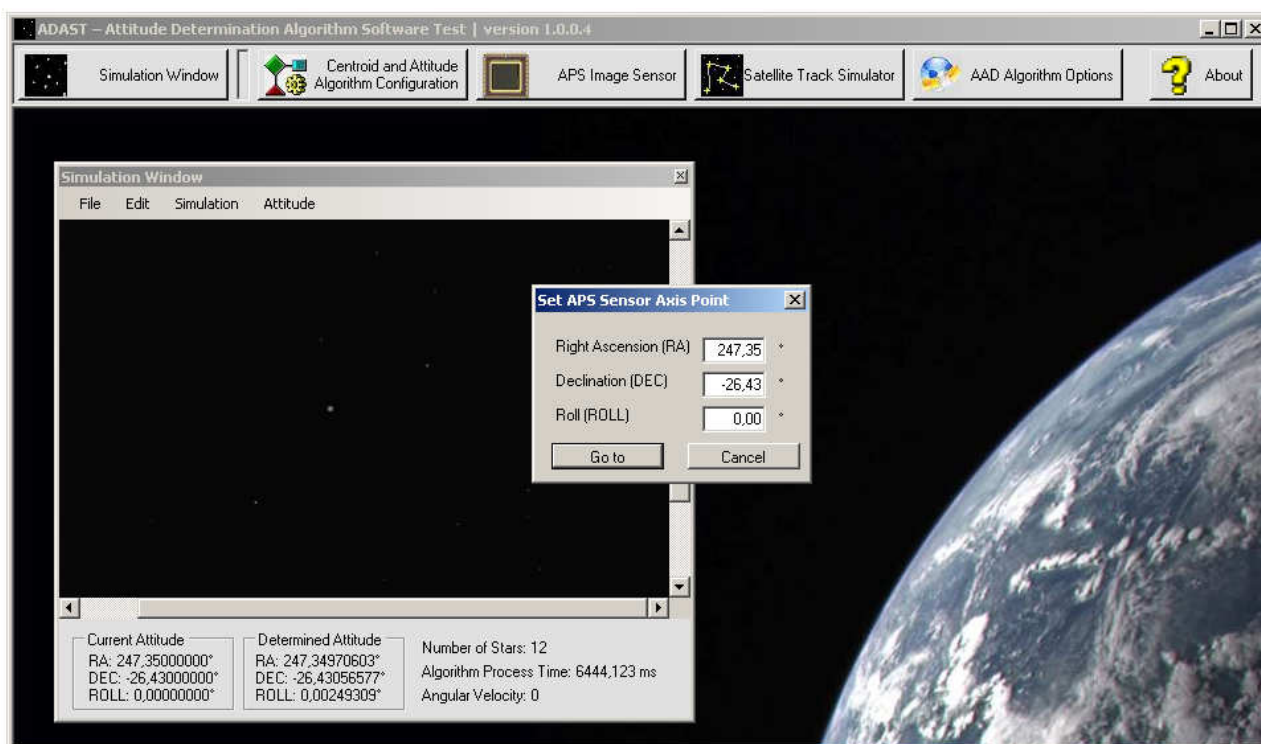 ADAST – Attitude Determination Algorithm Software Test | version 1.0.0.4
Simulation Window
Centroid and Attitude
Algorithm Configuration
APS Image Sensor
Satellite Track Simulator
AAD Algorithm Options
About
Simulation Window
File Edit Simulation Attitude
Set APS Sensor Axis Point
Right Ascension (RA) 247,35 °
Declination (DEC) -26,43 °
Roll (ROLL) 0,00 °
Go to Cancel
Current Attitude
RA: 247,35000000°
DEC: -26,43000000°
ROLL: 0,00000000°
Determined Attitude
RA: 247,34970603°
DEC: -26,43056577°
ROLL: 0,00249309°
Number of Stars: 12
Algorithm Process Time: 6444,123 ms
Angular Velocity: 0